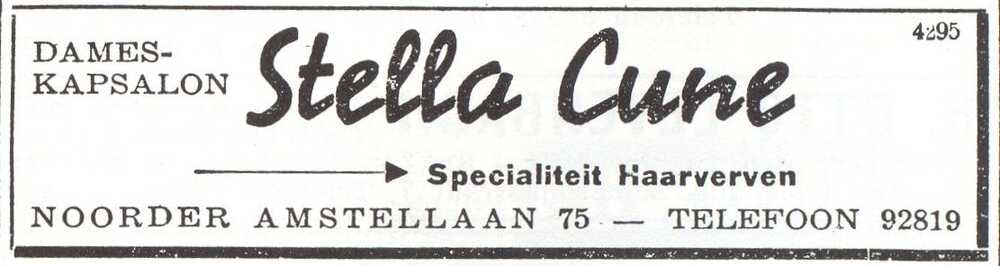 DAMES-
KAPSALON
Stella Cune
4295
Specialiteit Haarverven
NOORDER AMSTELLAAN 75 — TELEFOON 92819